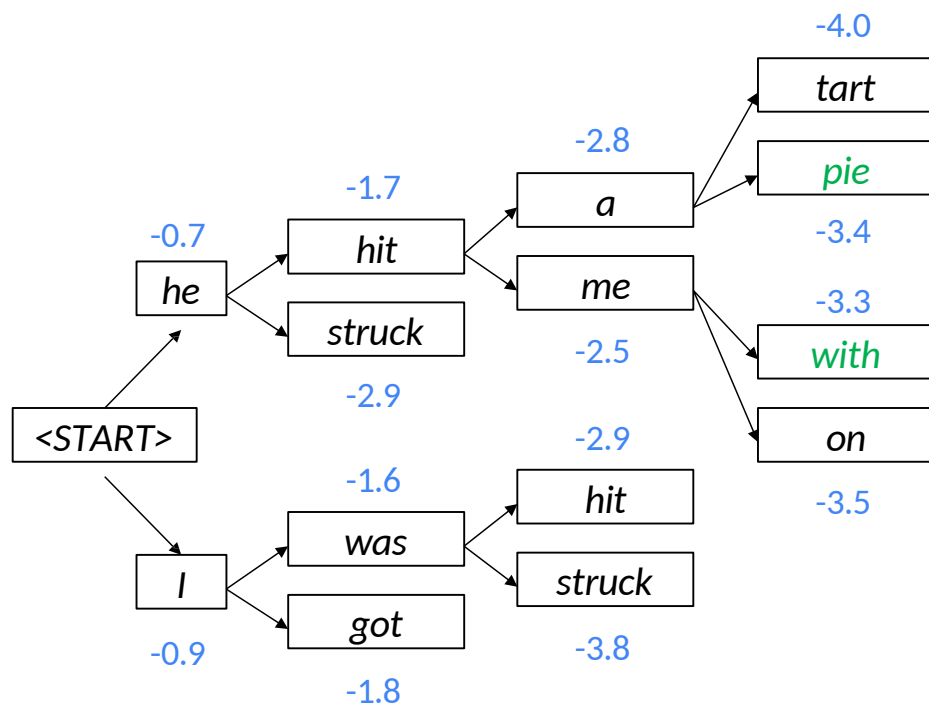 -4.0
tart
-2.8
pie
-1.7
a
-3.4
-0.7
hit
he
me
-3.3
struck
-2.5
with
-2.9
<START>
-2.9
on
-1.6
hit
-3.5
was
I
struck
got
-0.9
-3.8
-1.8